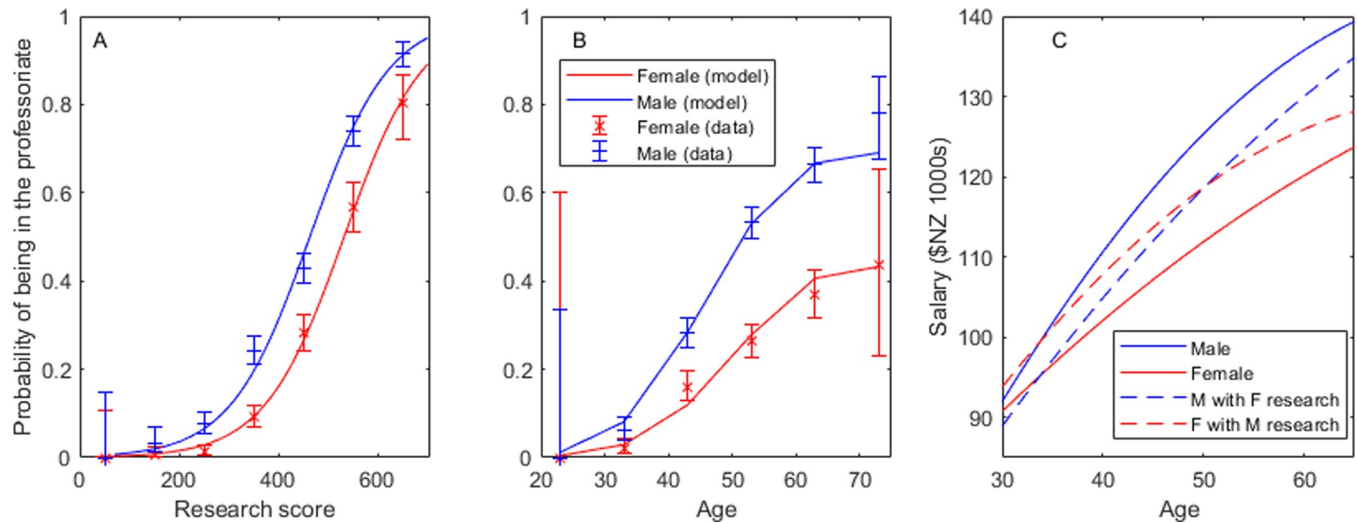 A
Probability of being in the professoriate
1
0.8
0.6
0.4
0.2
0
0 200 400 600
Research score
B
1
0.8
0.6
0.4
0.2
0
Female (model)
Male (model)
Female (data)
Male (data)
20 30 40 50 60 70
Age
C
Salary ($NZ 1000s)
140
130
120
110
100
90
Male
Female
M with F research
F with M research
30 40 50 60
Age